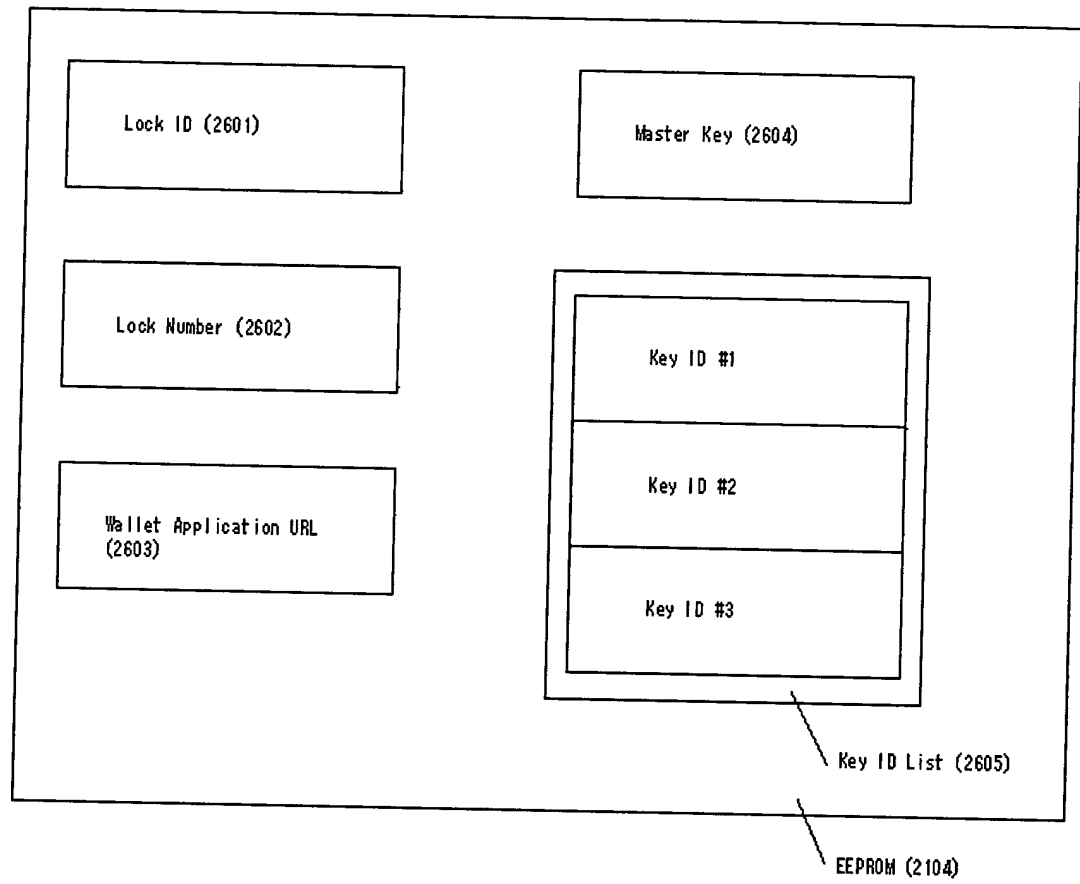 Lock ID (2601)
Master Key (2604)
Lock Number (2602)
Key ID #1
Key ID #2
Wallet Application URL
(2603)
Key ID #3
Key ID List (2605)
EEPROM (2104)